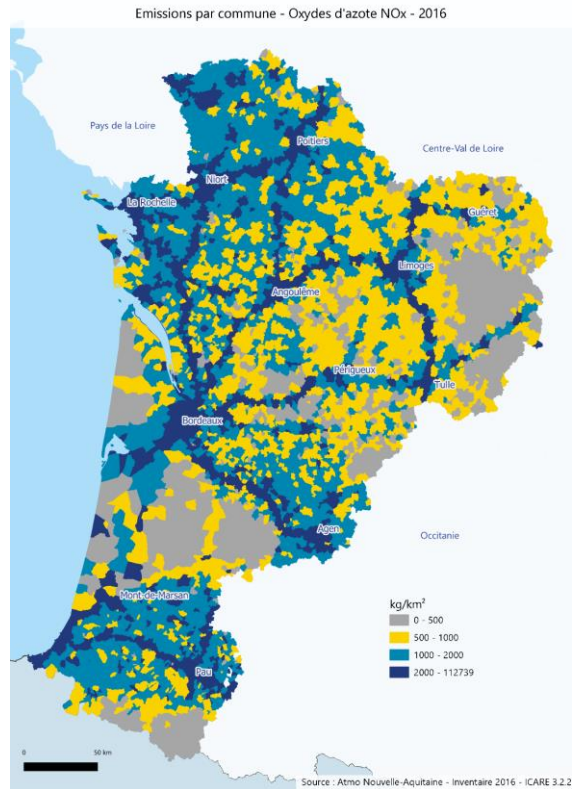 Emissions par commune - Oxydes d'azote NOx - 2016
Pays de la Loire
Poitiers
Centre-Val de Loire
Niort
La Rochelle
Guéret
Limoges
Angoulême
Périgueux
Tulle
Bordeaux
Agen
Occitanie
Mont-de-Marsan
kg/km²
0 - 500
500 - 1000
1000 - 2000
2000 - 112739
Pau
0 50 km
Source : Atmo Nouvelle-Aquitaine - Inventaire 2016 - ICARE 3.2.2